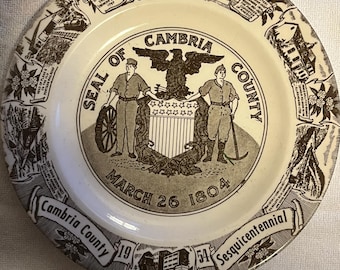 SEAL OF CAMBRIA COUNTY
MARCH 26 1804
Cambria County 19 54 Sesquicentennial